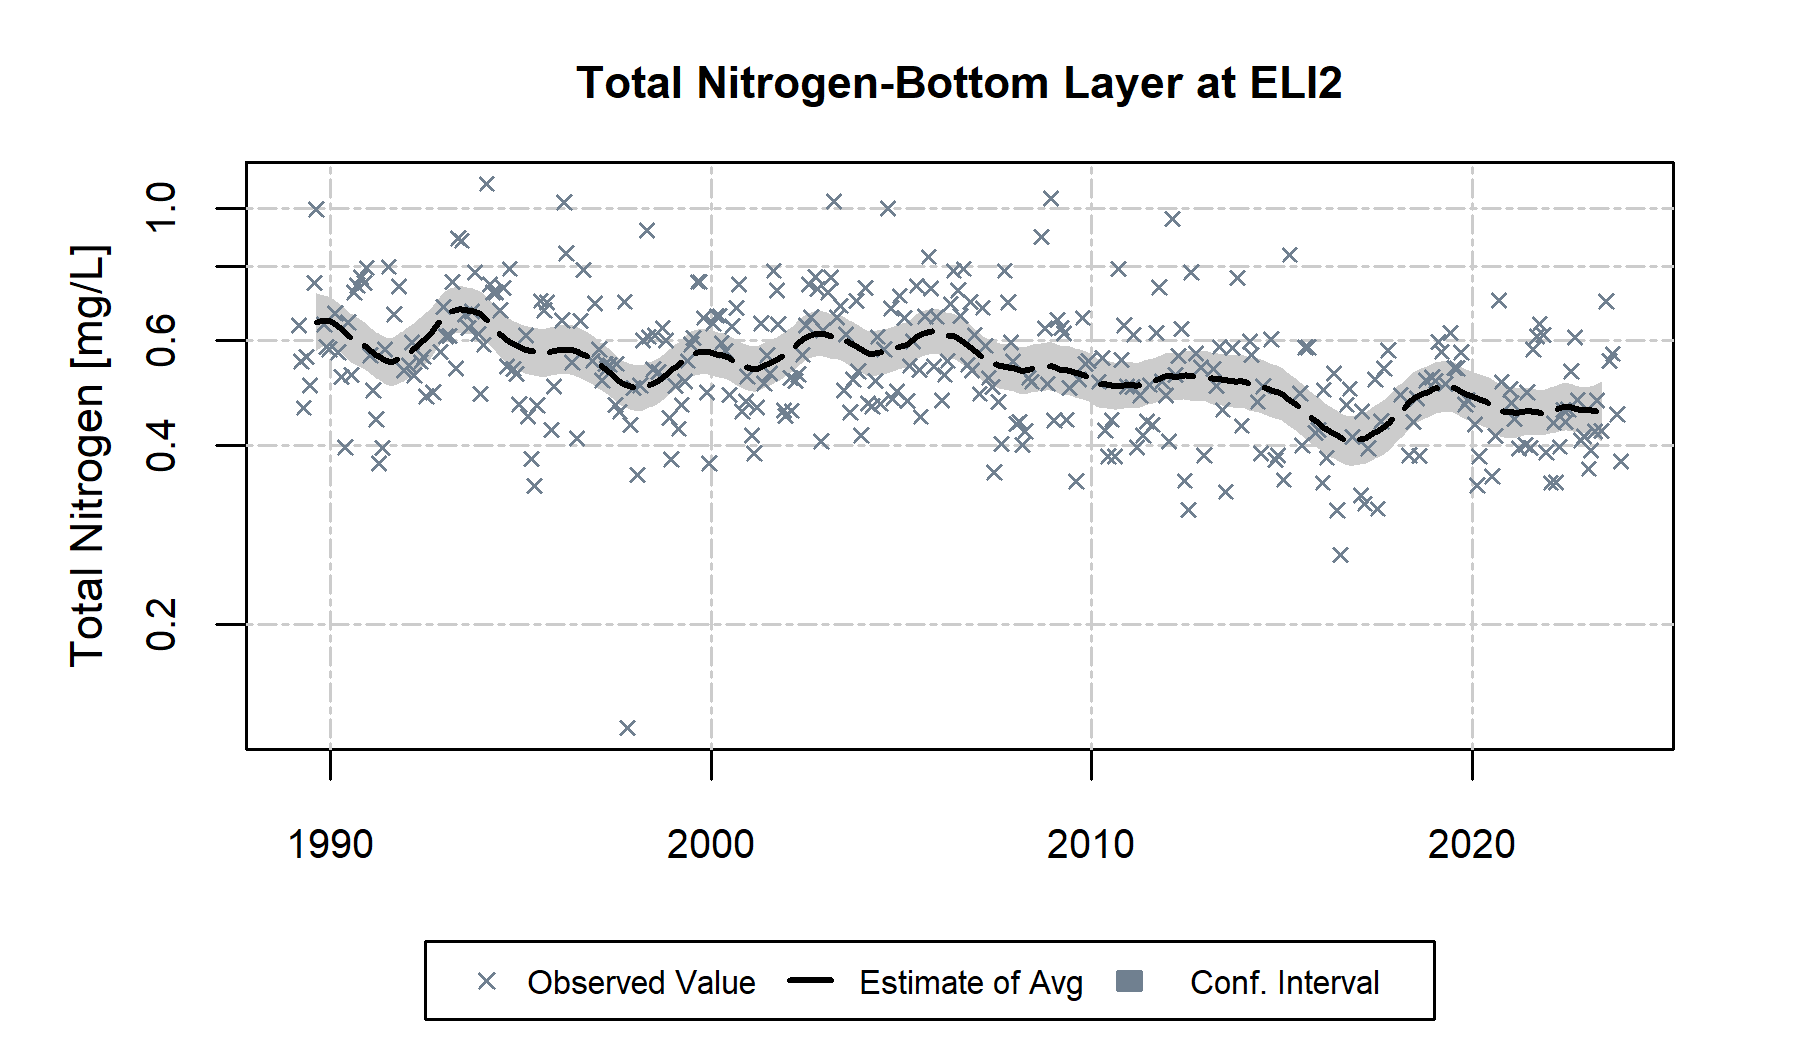 Total Nitrogen-Bottom Layer at ELI2
Total Nitrogen [mg/L]
1.0
0.6
0.4
0.2
1990 2000 2010 2020
Observed Value Estimate of Avg Conf. Interval